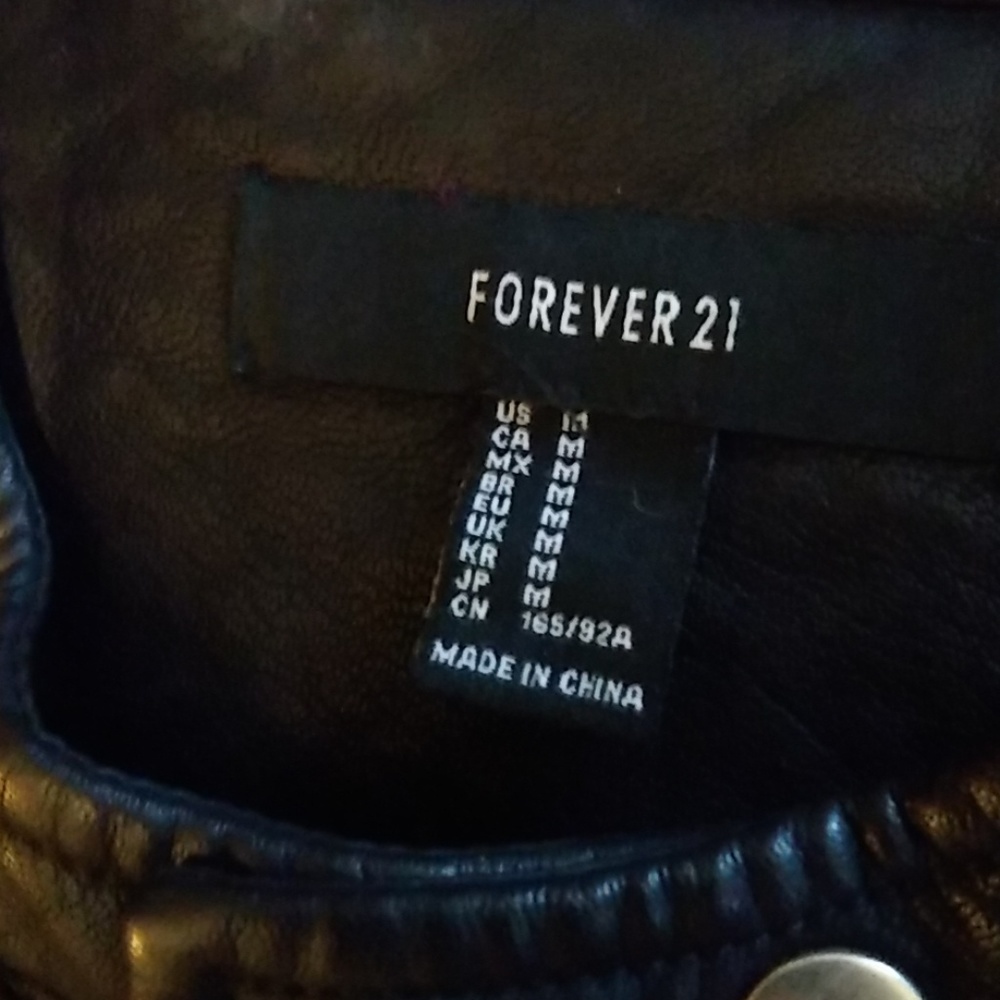 FOREVER 21
US M
CA M
MX M
BR M
EU M
UK M
KR M
JP M
CN 165/92A
MADE IN CHINA